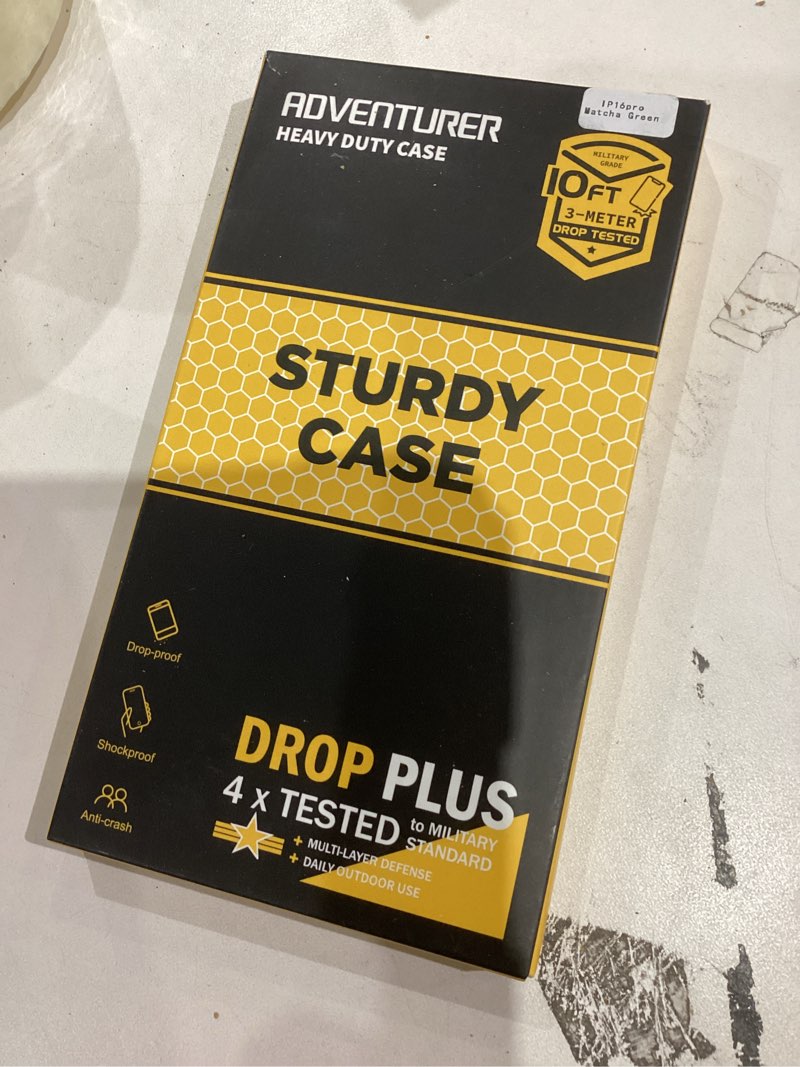 IP16pro
Matcha Green
ADVENTURER
HEAVY DUTY CASE
MILITARY
GRADE
10FT
3-METER
DROP TESTED
STURDY
CASE
Drop-proof
Shockproof
Anti-crash
DROP PLUS
4 x TESTED to MILITARY
STANDARD
+ MULTI-LAYER DEFENSE
+ DAILY OUTDOOR USE